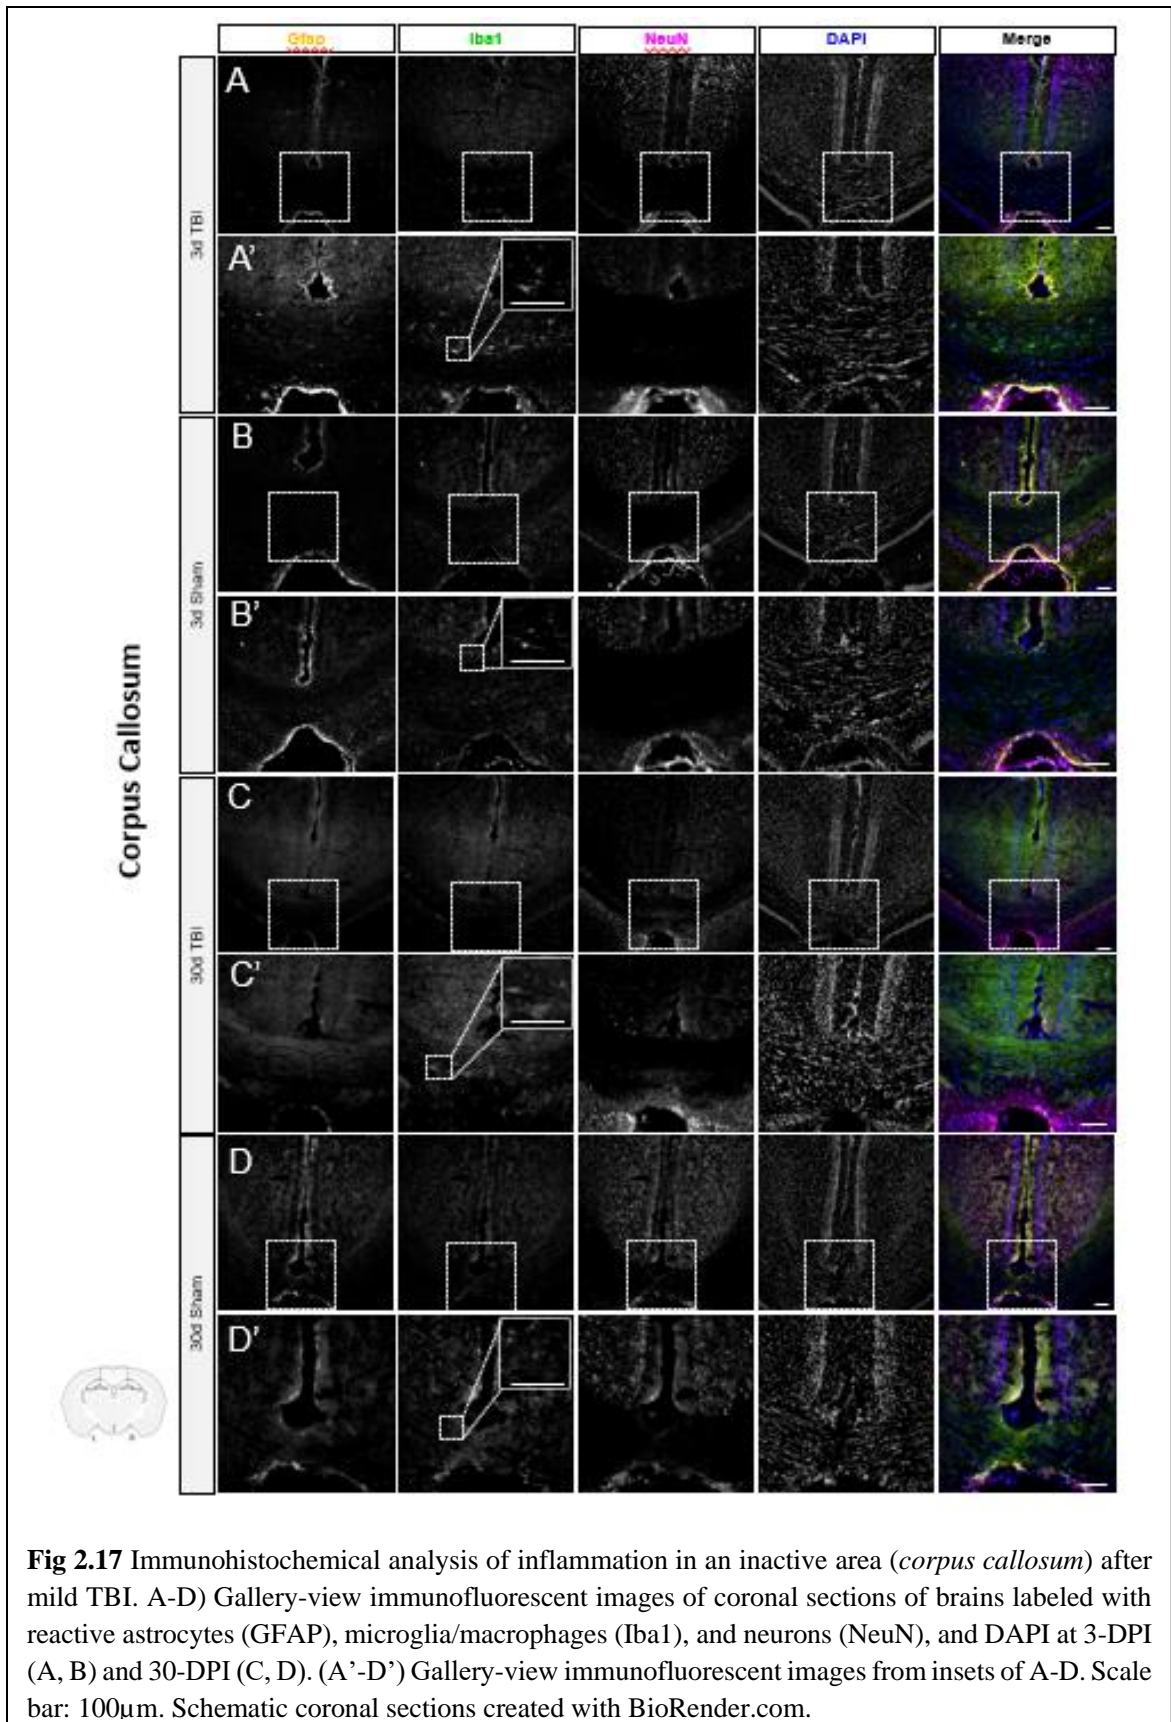 Gfap Iba1 NeuN DAPI Merge
A
A'
3d TBI
B
B'
3d Sham
Corpus Callosum
C
C'
30d TBI
D
D'
30d Sham
Fig 2.17 Immunohistochemical analysis of inflammation in an inactive area (corpus callosum) after
mild TBI. A-D) Gallery-view immunofluorescent images of coronal sections of brains labeled with
reactive astrocytes (GFAP), microglia/macrophages (Iba1), and neurons (NeuN), and DAPI at 3-DPI
(A, B) and 30-DPI (C, D). (A’-D’) Gallery-view immunofluorescent images from insets of A-D. Scale
bar: 100µm. Schematic coronal sections created with BioRender.com.